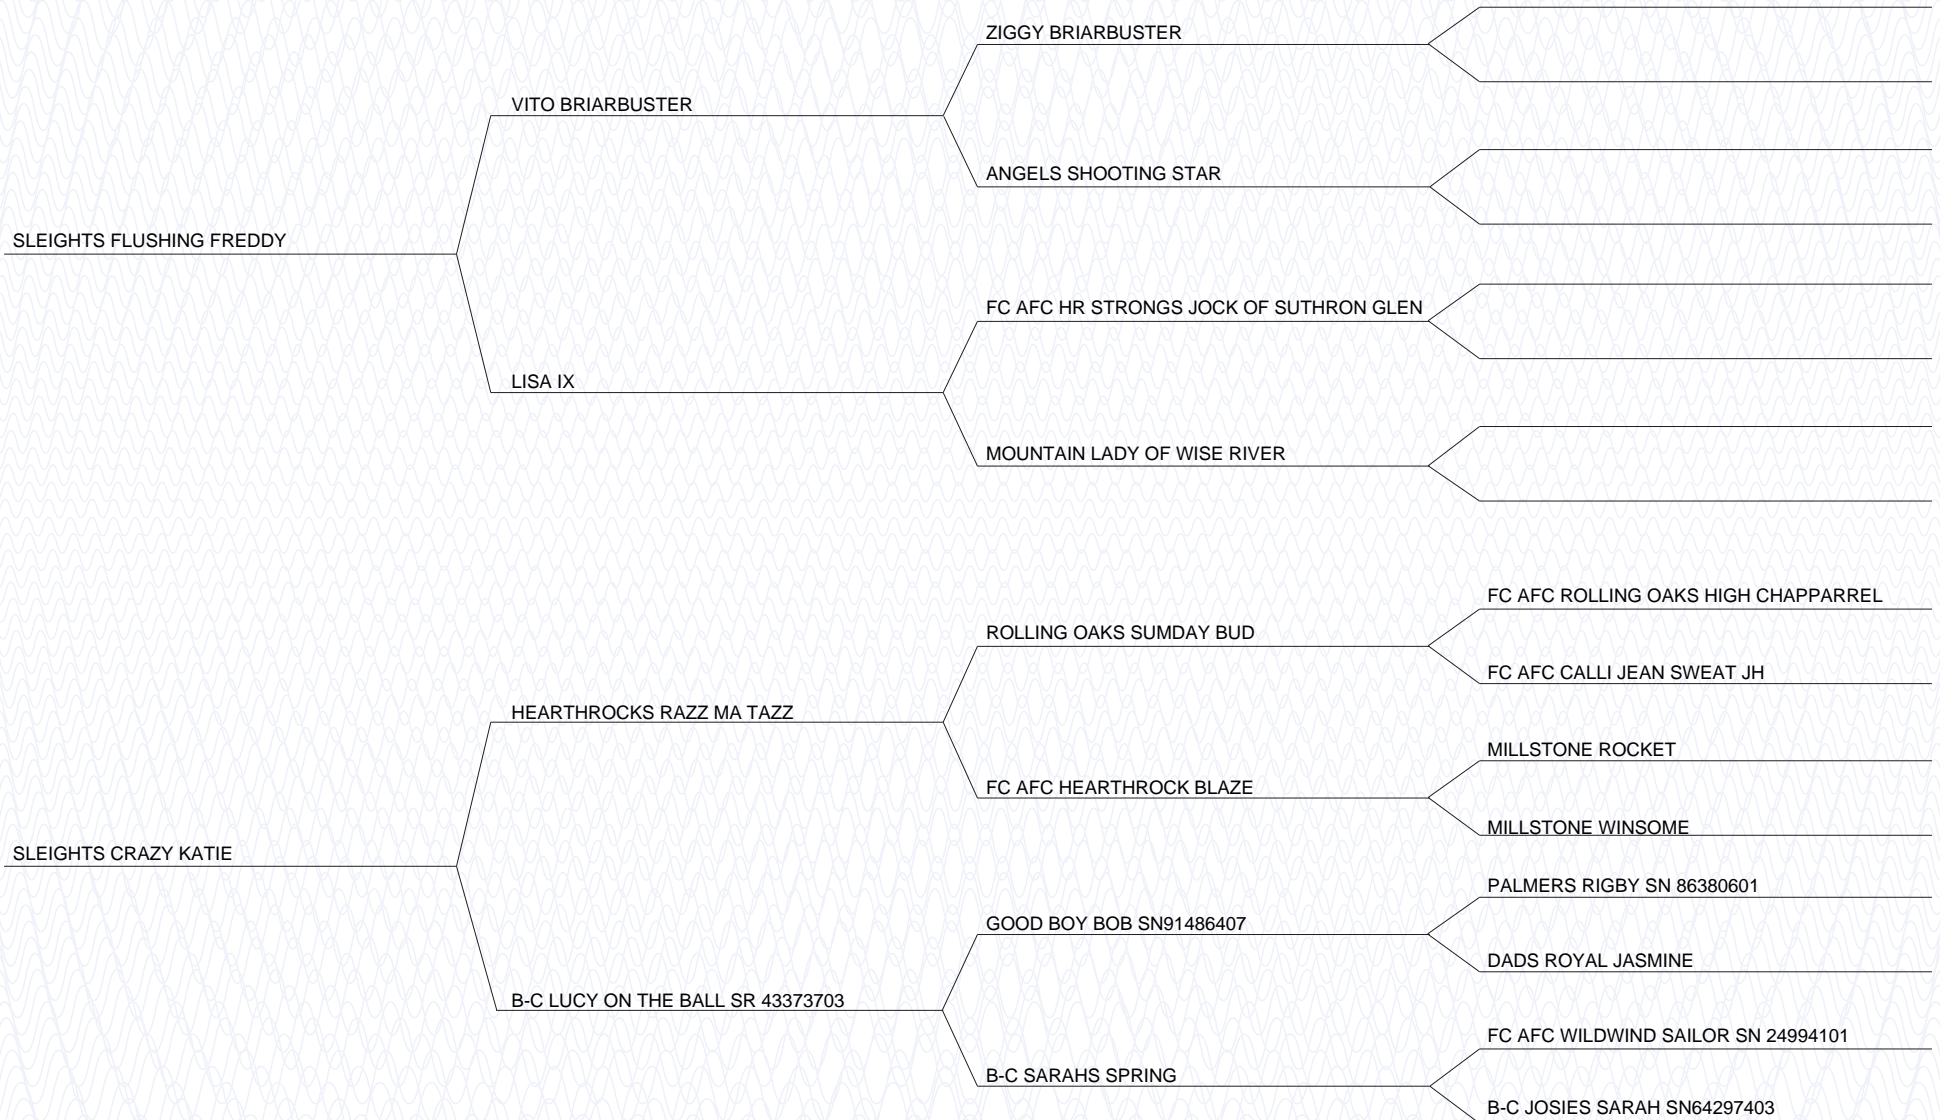 ZIGGY BRIARBUSTER
VITO BRIARBUSTER
ANGELS SHOOTING STAR
SLEIGHTS FLUSHING FREDDY
FC AFC HR STRONGS JOCK OF SUTHRON GLEN
LISA IX
MOUNTAIN LADY OF WISE RIVER
FC AFC ROLLING OAKS HIGH CHAPPARREL
ROLLING OAKS SUMDAY BUD
FC AFC CALLI JEAN SWEAT JH
HEARTHROCKS RAZZ MA TAZZ
MILLSTONE ROCKET
FC AFC HEARTHROCK BLAZE
MILLSTONE WINSOME
SLEIGHTS CRAZY KATIE
PALMERS RIGBY SN 86380601
GOOD BOY BOB SN91486407
DADS ROYAL JASMINE
B-C LUCY ON THE BALL SR 43373703
FC AFC WILDWIND SAILOR SN 24994101
B-C SARAHS SPRING
B-C JOSIES SARAH SN64297403